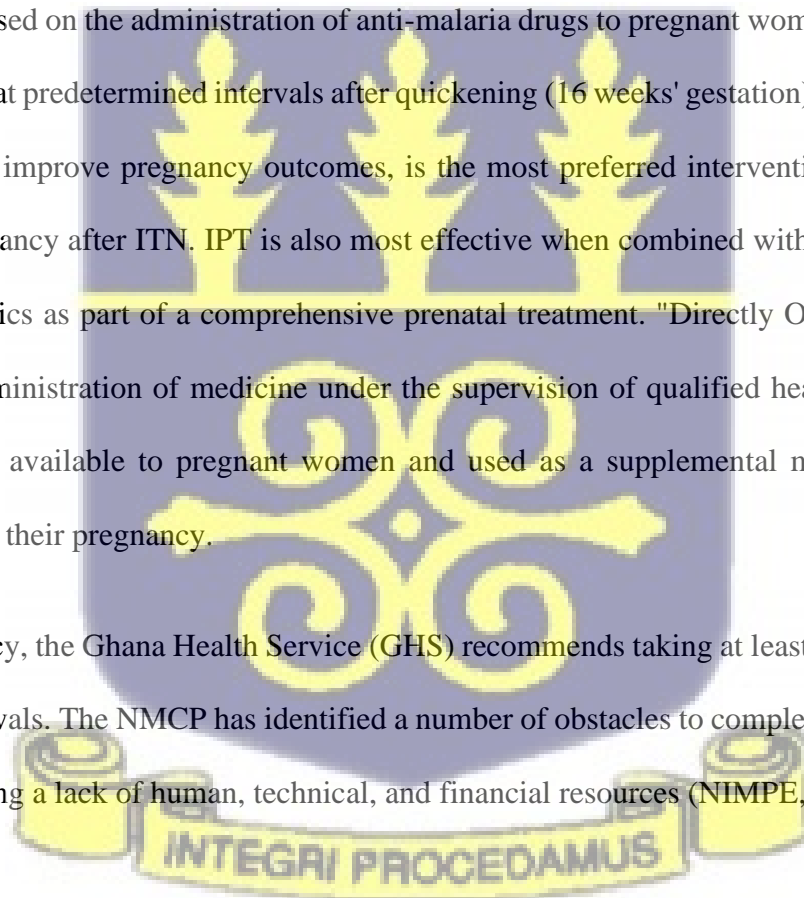 sed on the administration of anti-malaria drugs to pregnant wom
at predetermined intervals after quickening (16 weeks' gestation)
improve pregnancy outcomes, is the most preferred interventi
ancy after ITN. IPT is also most effective when combined with
ics as part of a comprehensive prenatal treatment. "Directly O
ministration of medicine under the supervision of qualified hea
available to pregnant women and used as a supplemental m
their pregnancy.
cy, the Ghana Health Service (GHS) recommends taking at least
vals. The NMCP has identified a number of obstacles to comple
ng a lack of human, technical, and financial resources (NIMPE,
INTEGRI PROCEDAMUS